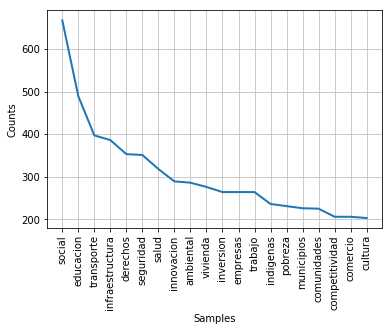 600
500
400
300
200
Counts
social
educacion
transporte
infraestructura
derechos
seguridad
salud
innovacion
ambiental
vivienda
inversion
empresas
trabajo
indigenas
pobreza
municipios
comunidades
competitividad
comercio
cultura
Samples